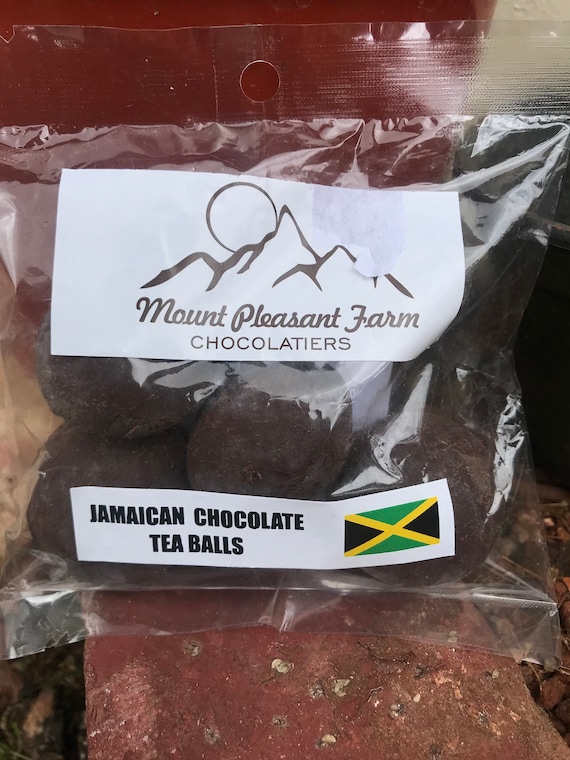 Mount Pleasant Farm
CHOCOLATIERS
JAMAICAN CHOCOLATE
TEA BALLS